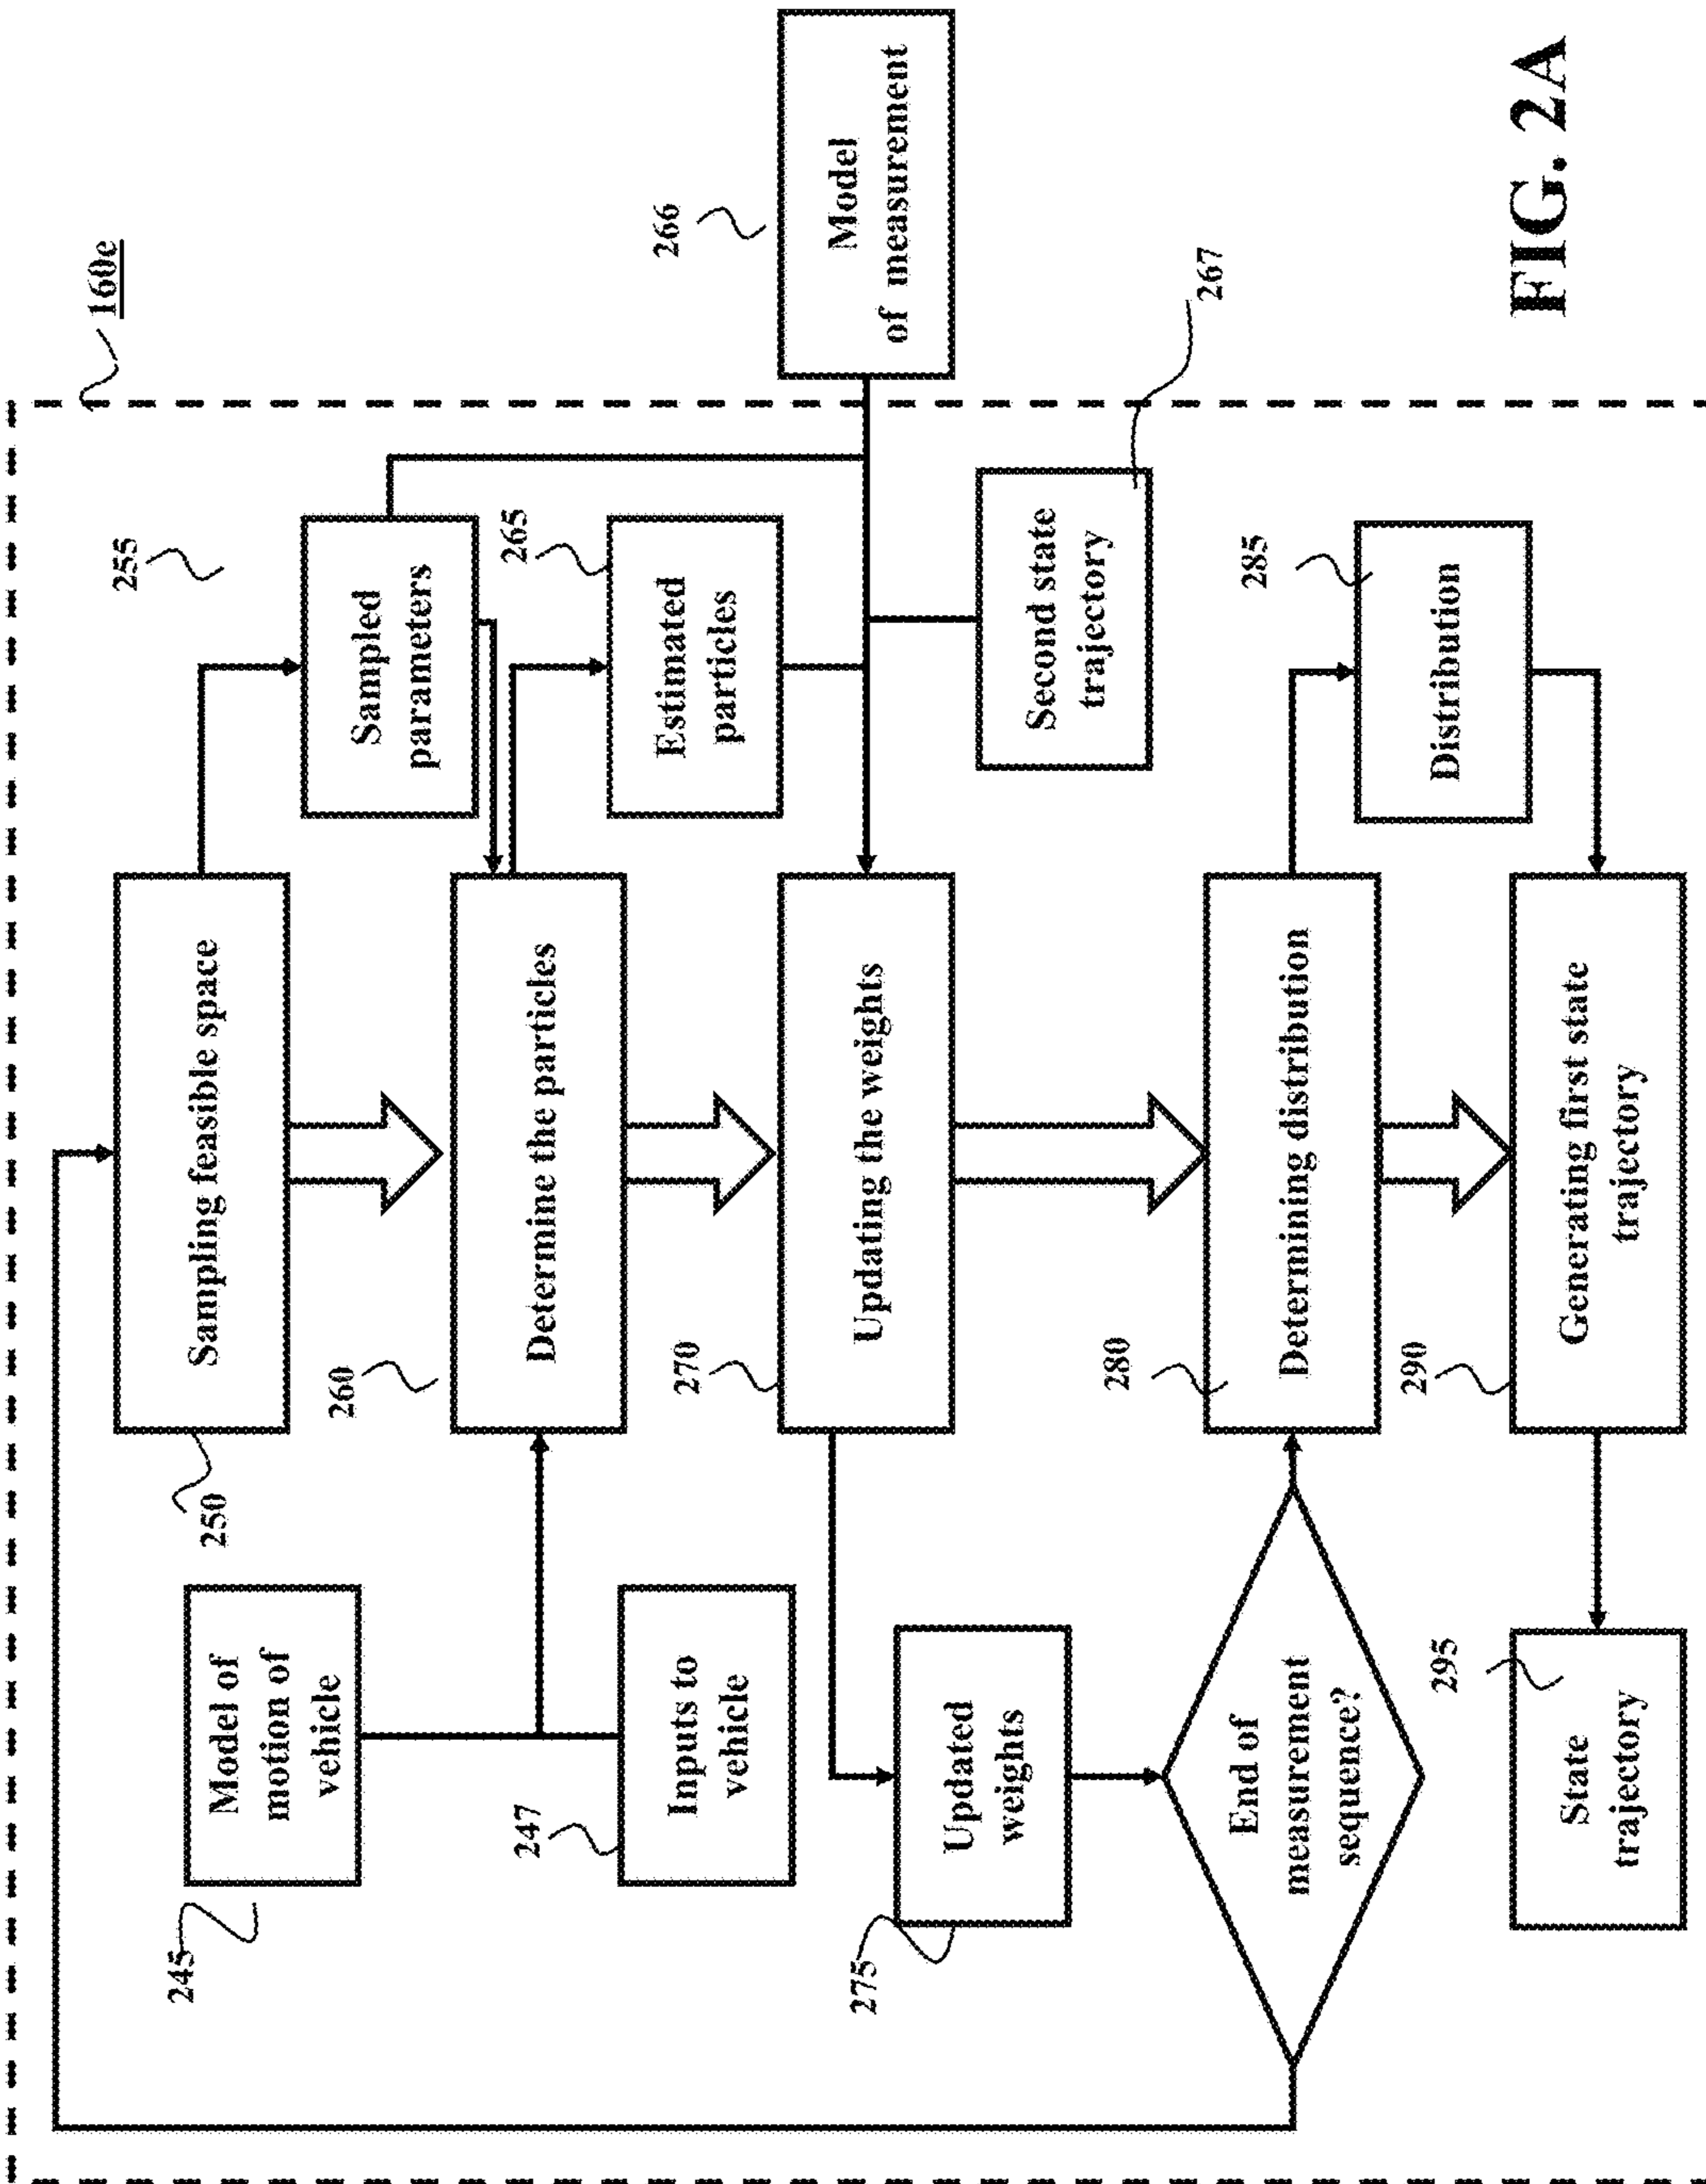 160e
250
Sampling feasible space
255
Sampled
parameters
245
Model of
motion of
vehicle
260
Determine the particles
265
Estimated
particles
266
Model
of measurement
247
Inputs to
vehicle
270
Updating the weights
Second state
trajectory
267
275
Updated
weights
280
Determining distribution
285
Distribution
End of
measurement
sequence?
290
Generating first state
trajectory
295
State
trajectory
FIG. 2A